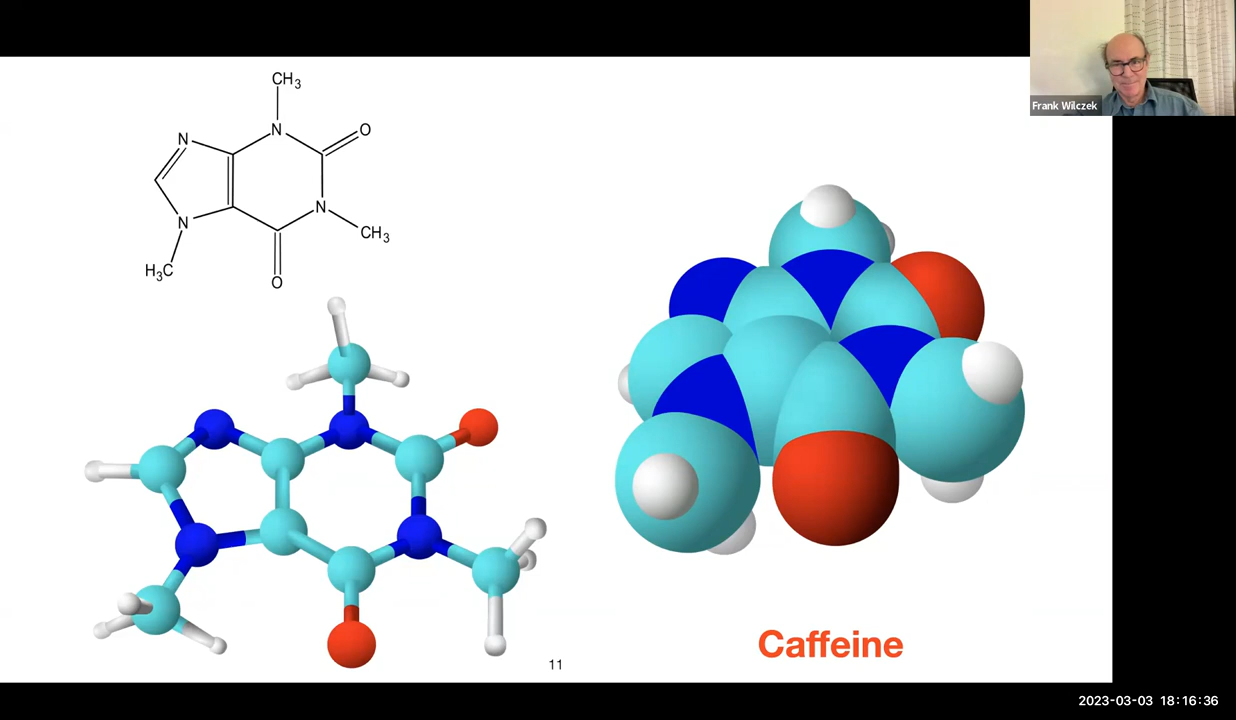 Frank Wilczek
CH3
N
N
O
N
N
CH3
H3C
O
Caffeine
11
2023-03-03 18:16:36